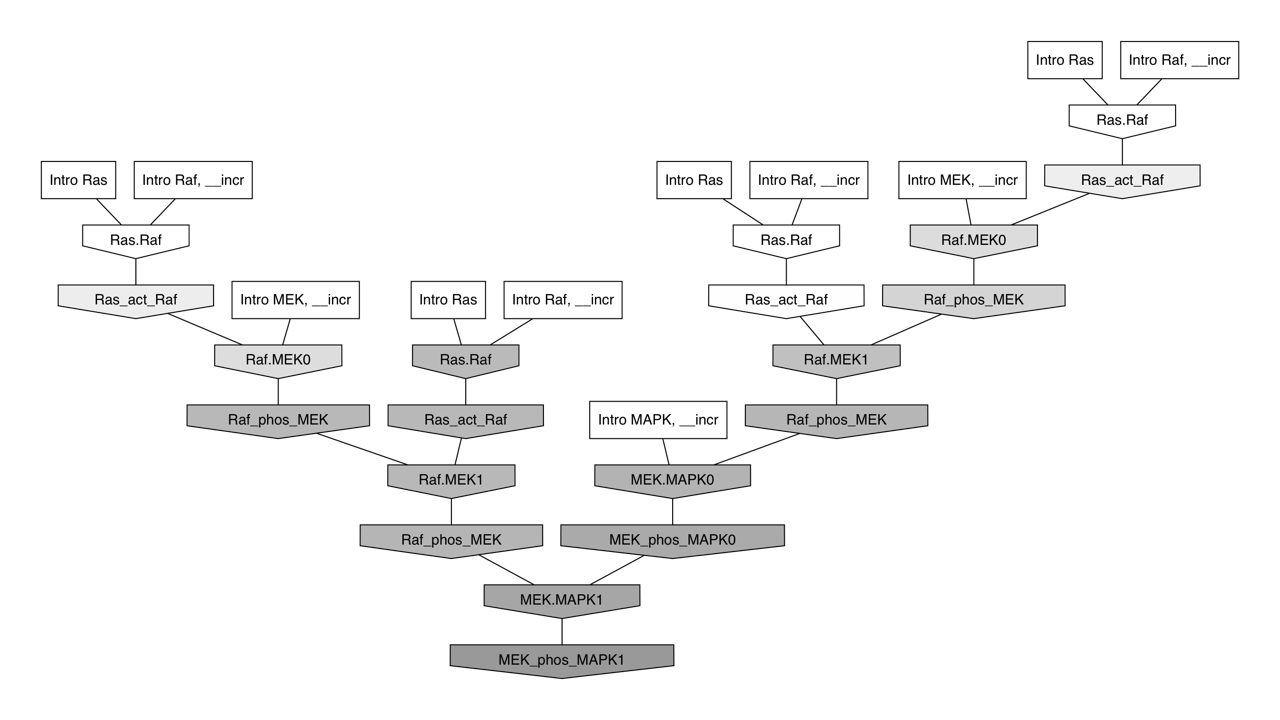 Intro Ras
Intro Raf, __incr
Ras.Raf
Intro Ras
Intro Raf, __incr
Intro Ras
Intro Raf, __incr
Intro MEK, __incr
Ras_act_Raf
Ras.Raf
Ras.Raf
Raf.MEK0
Ras_act_Raf
Intro MEK, __incr
Intro Ras
Intro Raf, __incr
Ras_act_Raf
Raf_phos_MEK
Raf.MEK0
Ras.Raf
Raf.MEK1
Raf_phos_MEK
Ras_act_Raf
Intro MAPK, __incr
Raf_phos_MEK
Raf.MEK1
MEK.MAPK0
Raf_phos_MEK
MEK_phos_MAPK0
MEK.MAPK1
MEK_phos_MAPK1